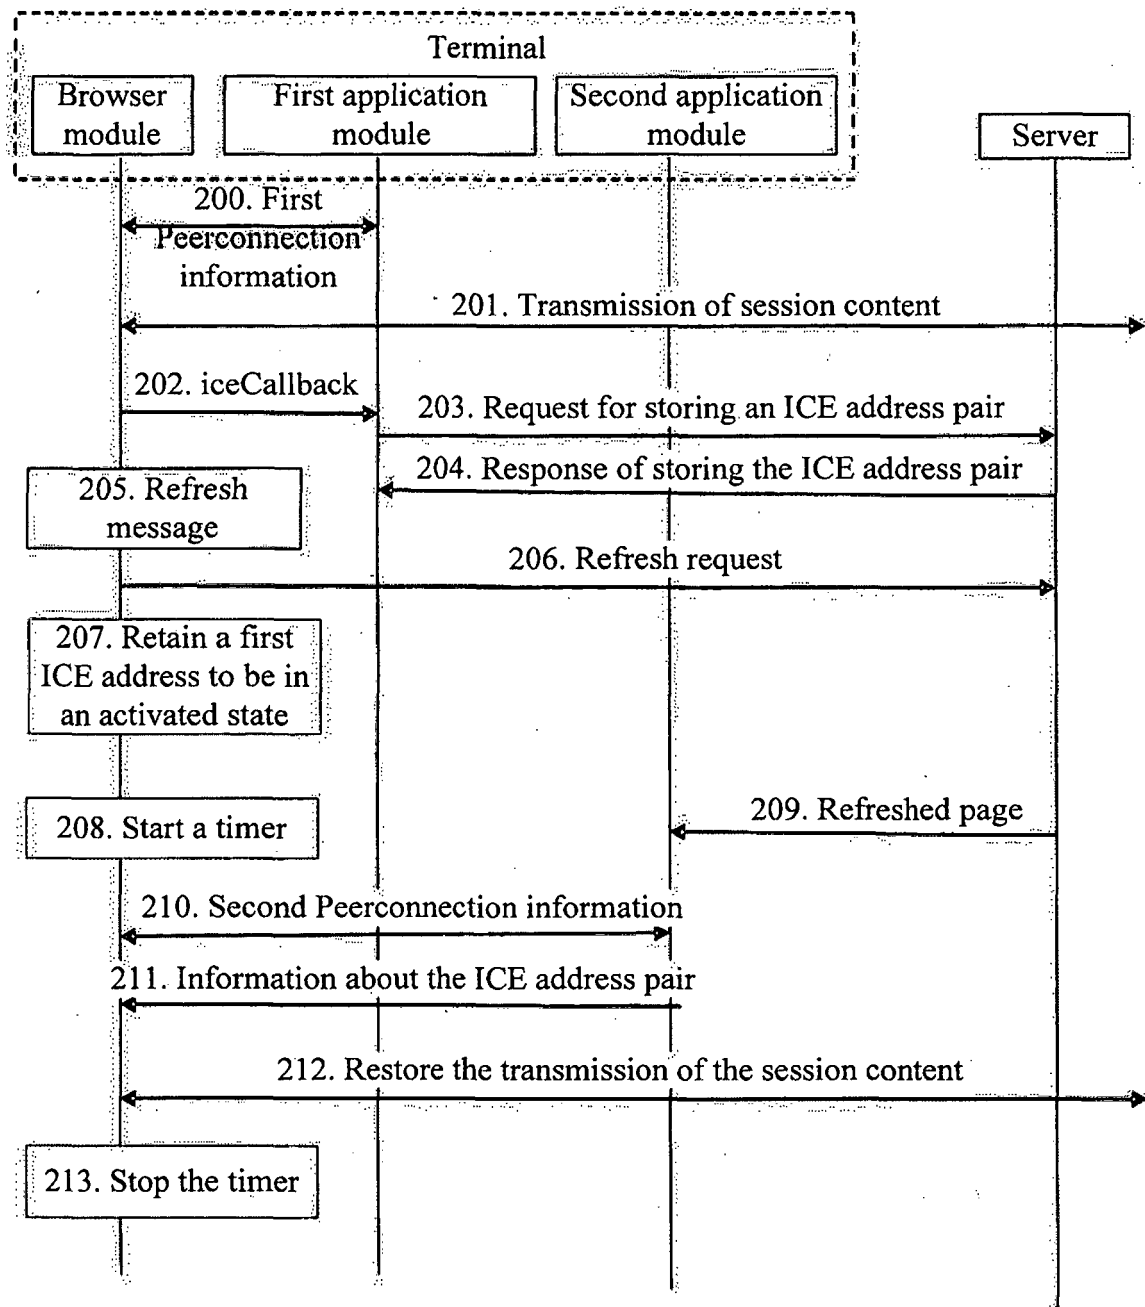 Terminal
Browser
module
First application
module
Second application
module
Server
200. First
Peerconnection
information
201. Transmission of session content
202. iceCallback
203. Request for storing an ICE address pair
204. Response of storing the ICE address pair
205. Refresh
message
206. Refresh request
207. Retain a first
ICE address to be in
an activated state
208. Start a timer
209. Refreshed page
210. Second Peerconnection information
211. Information about the ICE address pair
212. Restore the transmission of the session content
213. Stop the timer